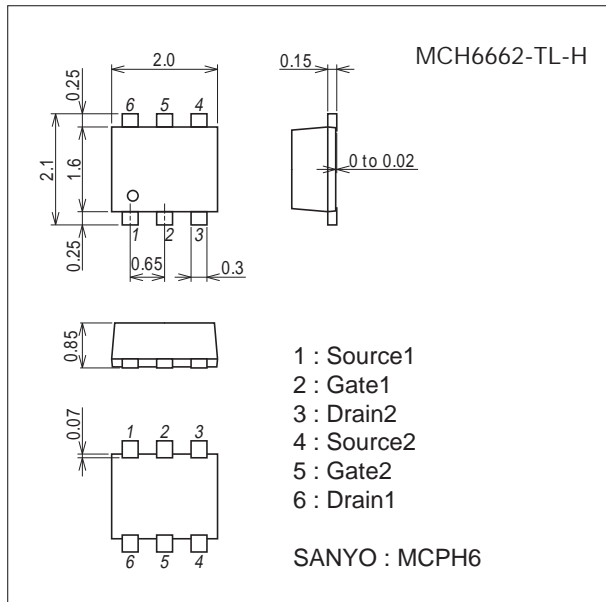 MCH6662-TL-H
2.0
0.15
0.25
6 5 4
2.1
1.6
0 to 0.02
0.25
1 2 3
0.65
0.3
0.85
1 : Source1
2 : Gate1
3 : Drain2
4 : Source2
5 : Gate2
6 : Drain1
0.07
1 2 3
6 5 4
SANYO : MCPH6